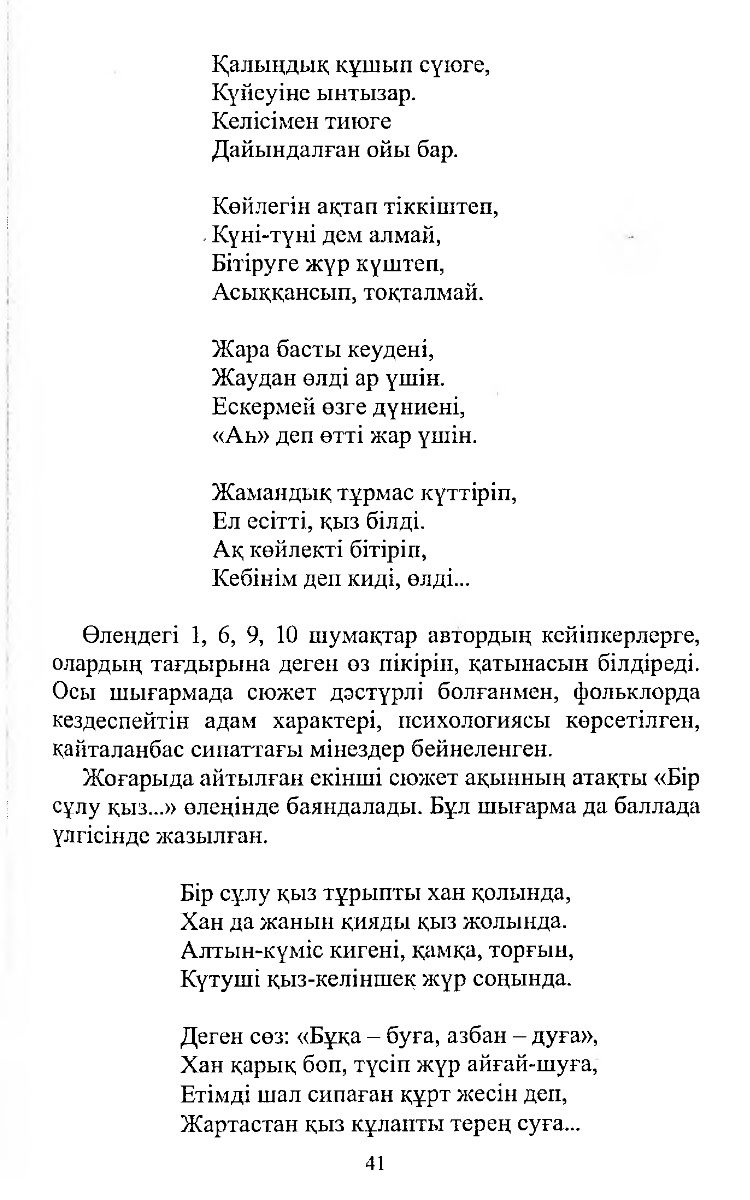 Қалыңдық құшып сүюге,
Күйеуіне ынтызар.
Келісімен тиюге
Дайындалған ойы бар.
Көйлегін ақтап тіккіштеп,
Күні-түні дем алмай,
Бітіруге жүр күштеп,
Асыққансып, тоқталмай.
Жара басты кеудені,
Жаудан өлді ар үшін.
Ескермей өзге дүниені,
«Аһ» деп өтті жар үшін.
Жамандық тұрмас күттіріп,
Ел есітті, қыз білді.
Ақ көйлекті бітіріп,
Кебінім деп киді, өлді...
Өлеңдегі 1, 6, 9, 10 шумақтар автордың кейіпкерлерге,
олардың тағдырына деген өз пікірін, қатынасын білдіреді.
Осы шығармада сюжет дәстүрлі болғанмен, фольклорда
кездеспейтін адам характері, психологиясы көрсетілген,
қайталанбас сипаттағы мінездер бейнеленген.
Жоғарыда айтылған екінші сюжет ақынның атақты «Бір
сұлу қыз...» өлеңінде баяндалады. Бұл шығарма да баллада
үлгісінде жазылған.
Бір сұлу қыз тұрыпты хан қолында,
Хан да жанын қияды қыз жолында.
Алтын-күміс кигені, қамқа, торғын,
Күтуші қыз-келіншек жүр соңында.
Деген сөз: «Бұқа – буға, азбан – дуға»,
Хан қарық боп, түсіп жүр айғай-шуға,
Етімді шал сипаған құрт жесін деп,
Жартастан қыз құлапты терең суға...
41